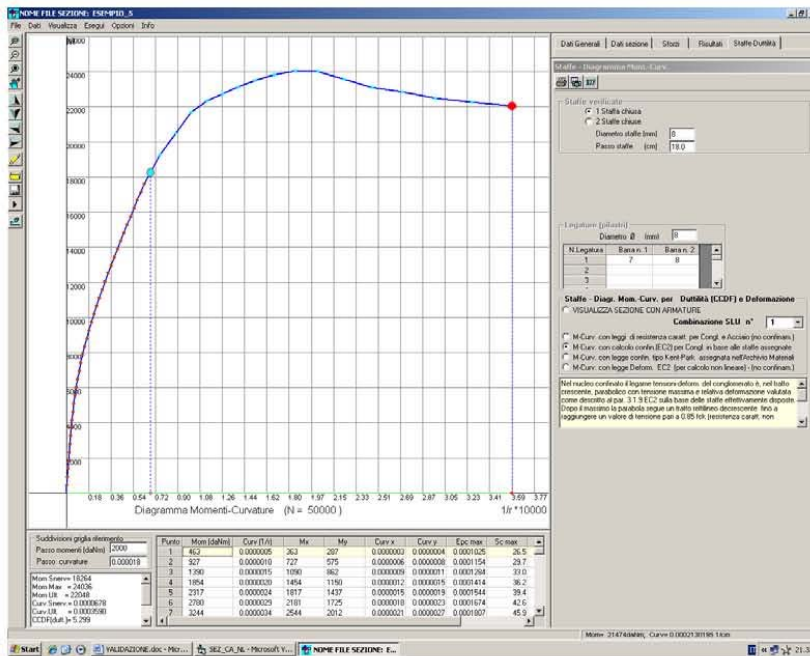 NOME FILE SEZIONE: ESEMPIO_5
File Dati Visualizza Esegui Opzioni Info
M
24000
22000
20000
18000
16000
14000
12000
10000
8000
6000
4000
2000
0.18 0.36 0.54 0.72 0.90 1.08 1.26 1.44 1.62 1.80 1.97 2.15 2.33 2.51 2.69 2.87 3.05 3.23 3.41 3.59 3.77
Diagramma Momenti-Curvature (N = 50000) 1/r *10000
Dati Generali Dati sezione Sforzi Risultati Staffe-Duttilità
Staffe - Diagramma Mom.-Curv.
Staffe verificate
1 Staffa chiusa
2 Staffe chiuse
Diametro staffe (mm) 8
Passo staffe (cm) 18.0
Legature (pilastri)
Diametro Ø (mm) 8
N.Legatura Barra n. 1 Barra n. 2
1 7 8
2
3
Staffe - Diagr. Mom.-Curv. per Duttilità (CCDF) e Deformazione
VISUALIZZA SEZIONE CON ARMATURE
Combinazione SLU n° 1
M-Curv. con leggi di resistenza caratt. per Congl. e Acciaio (no confinam.)
M-Curv. con calcolo confin.(EC2) per Congl. in base alle staffe assegnate
M-Curv. con legge confin. tipo Kent-Park. assegnata nell'Archivio Materiali
M-Curv. con legge Deform. EC2 (per calcolo non lineare) - (no confinam.)
Nel nucleo confinato il legame tensioni-deform. del conglomerato è, nel tratto
crescente, parabolico con tensione massima e relativa deformazione valutata
come descritto al par. 3.1.9 EC2 sulla base delle staffe effettivamente disposte.
Dopo il massimo la parabola segue un tratto rettilineo decrescente fino a
raggiungere un valore di tensione pari a 0.85 fck (resistenza caratt. non
Suddivisioni griglia riferimento
Passo momenti (daNm) 2000
Passo curvature 0.000018
Mom Snerv= 18264
Mom Max = 24036
Mom Ult = 22048
Curv Snerv= 0.0000678
Curv Ult= 0.0003590
CCDF(dutt.)= 5.299
Punto Mom (daNm) Curv (1/r) Mx My Curv x Curv y Epc max Sc max
1 463 0.0000005 363 287 0.0000003 0.0000004 0.0001025 26.5
2 927 0.0000010 727 575 0.0000006 0.0000008 0.0001154 29.7
3 1390 0.0000015 1090 862 0.0000009 0.0000011 0.0001284 33.0
4 1854 0.0000020 1454 1150 0.0000012 0.0000015 0.0001414 36.2
5 2317 0.0000024 1817 1437 0.0000015 0.0000019 0.0001544 39.4
6 2780 0.0000029 2181 1725 0.0000018 0.0000023 0.0001674 42.6
7 3244 0.0000034 2544 2012 0.0000021 0.0000027 0.0001807 45.9
Mom= 21474daNm, Curv= 0.0002130195 1/cm
Start VALIDAZIONE.doc - Micr... SEZ_CA_NL - Microsoft V... NOME FILE SEZIONE: E...